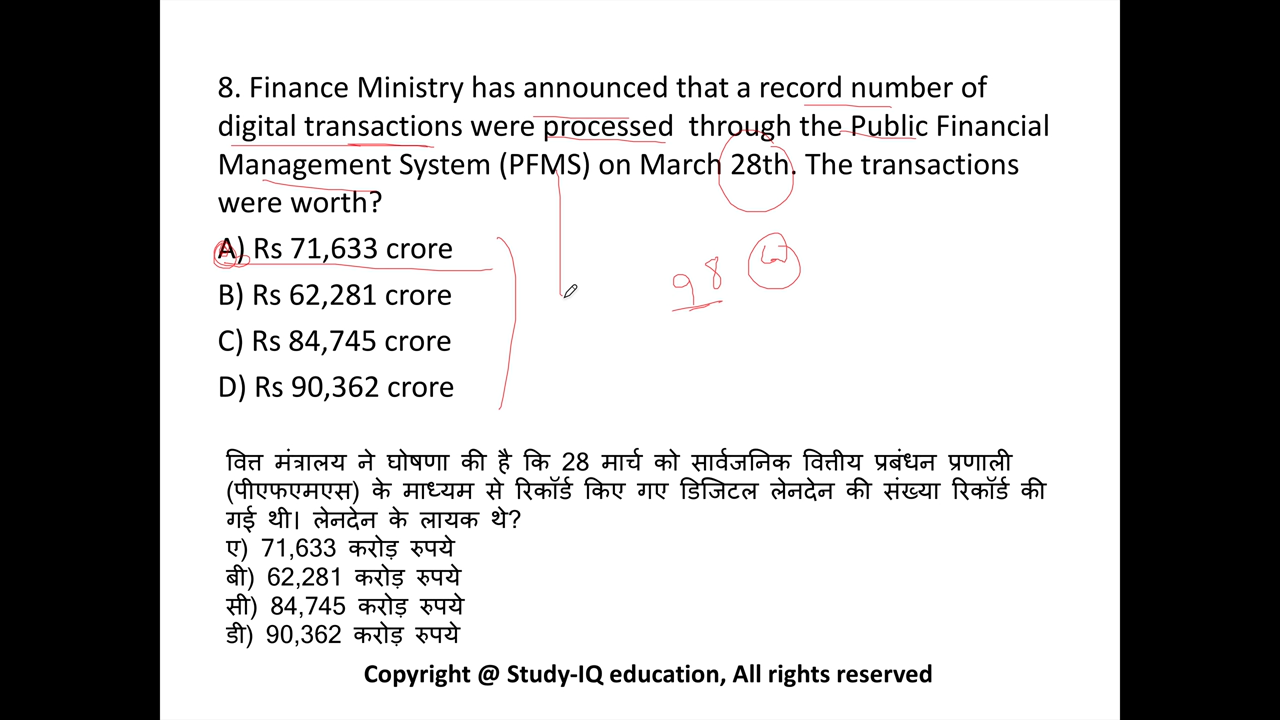 8. Finance Ministry has announced that a record number of
digital transactions were processed through the Public Financial
Management System (PFMS) on March 28th. The transactions
were worth?
A) Rs 71,633 crore
B) Rs 62,281 crore
C) Rs 84,745 crore
D) Rs 90,362 crore
98
वित्त मंत्रालय ने घोषणा की है कि 28 मार्च को सार्वजनिक वित्तीय प्रबंधन प्रणाली
(पीएफएमएस) के माध्यम से रिकॉर्ड किए गए डिजिटल लेनदेन की संख्या रिकॉर्ड की
गई थी। लेनदेन के लायक थे?
ए) 71,633 करोड़ रुपये
बी) 62,281 करोड़ रुपये
सी) 84,745 करोड़ रुपये
डी) 90,362 करोड़ रुपये
Copyright @ Study-IQ education, All rights reserved